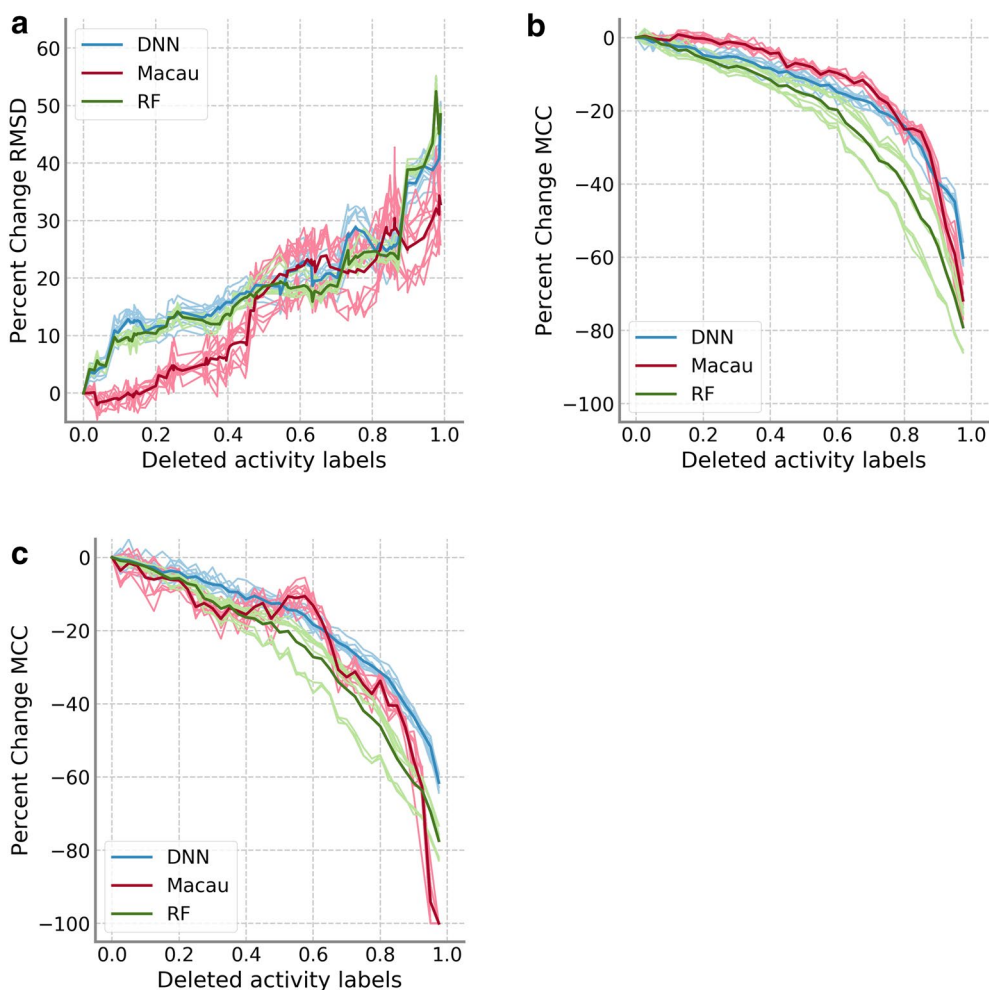 a
Percent Change RMSD
60
50
40
30
20
10
0
DNN
Macau
RF
0.0 0.2 0.4 0.6 0.8 1.0
Deleted activity labels
b
Percent Change MCC
0
−20
−40
−60
−80
−100
DNN
Macau
RF
0.0 0.2 0.4 0.6 0.8 1.0
Deleted activity labels
c
Percent Change MCC
0
−20
−40
−60
−80
−100
DNN
Macau
RF
0.0 0.2 0.4 0.6 0.8 1.0
Deleted activity labels